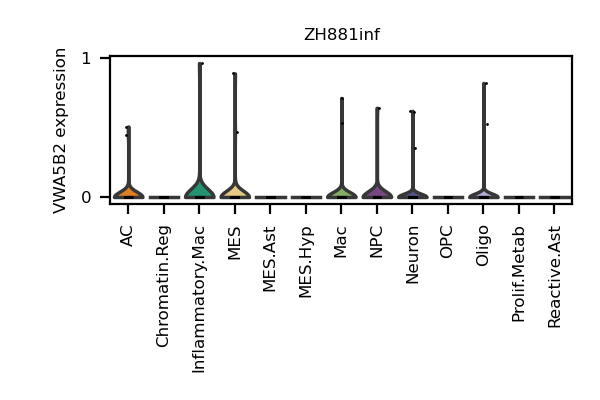 ZH881inf
VWA5B2 expression
1
0
AC
Chromatin.Reg
Inflammatory.Mac
MES
MES.Ast
MES.Hyp
Mac
NPC
Neuron
OPC
Oligo
Prolif.Metab
Reactive.Ast